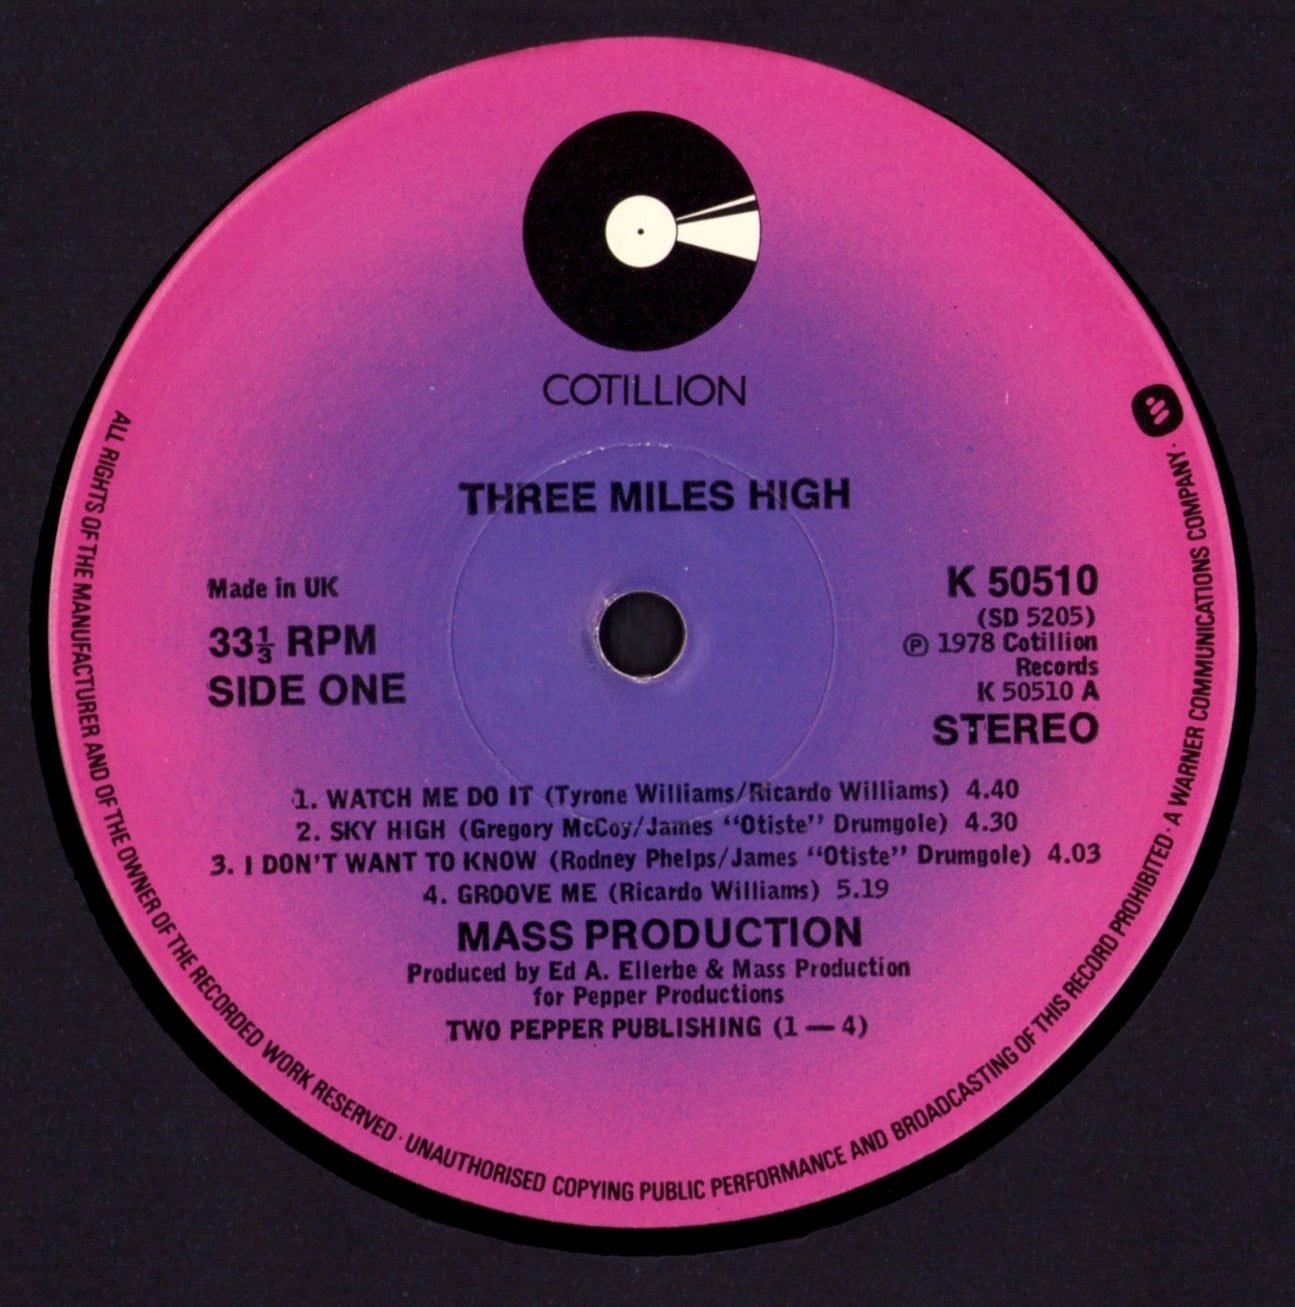 COTILLION
THREE MILES HIGH
Made in UK
33⅓ RPM
SIDE ONE
K 50510
(SD 5205)
Ⓟ 1978 Cotillion
Records
K 50510 A
STEREO
1. WATCH ME DO IT (Tyrone Williams/Ricardo Williams) 4.40
2. SKY HIGH (Gregory McCoy/James "Otiste" Drumgole) 4.30
3. I DON'T WANT TO KNOW (Rodney Phelps/James "Otiste" Drumgole) 4.03
4. GROOVE ME (Ricardo Williams) 5.19
MASS PRODUCTION
Produced by Ed A. Ellerbe & Mass Production
for Pepper Productions
TWO PEPPER PUBLISHING (1 — 4)
ALL RIGHTS OF THE MANUFACTURER AND OF THE OWNER OF THE RECORDED WORK RESERVED · UNAUTHORISED COPYING PUBLIC PERFORMANCE AND BROADCASTING OF THIS RECORD PROHIBITED · A WARNER COMMUNICATIONS COMPANY ·